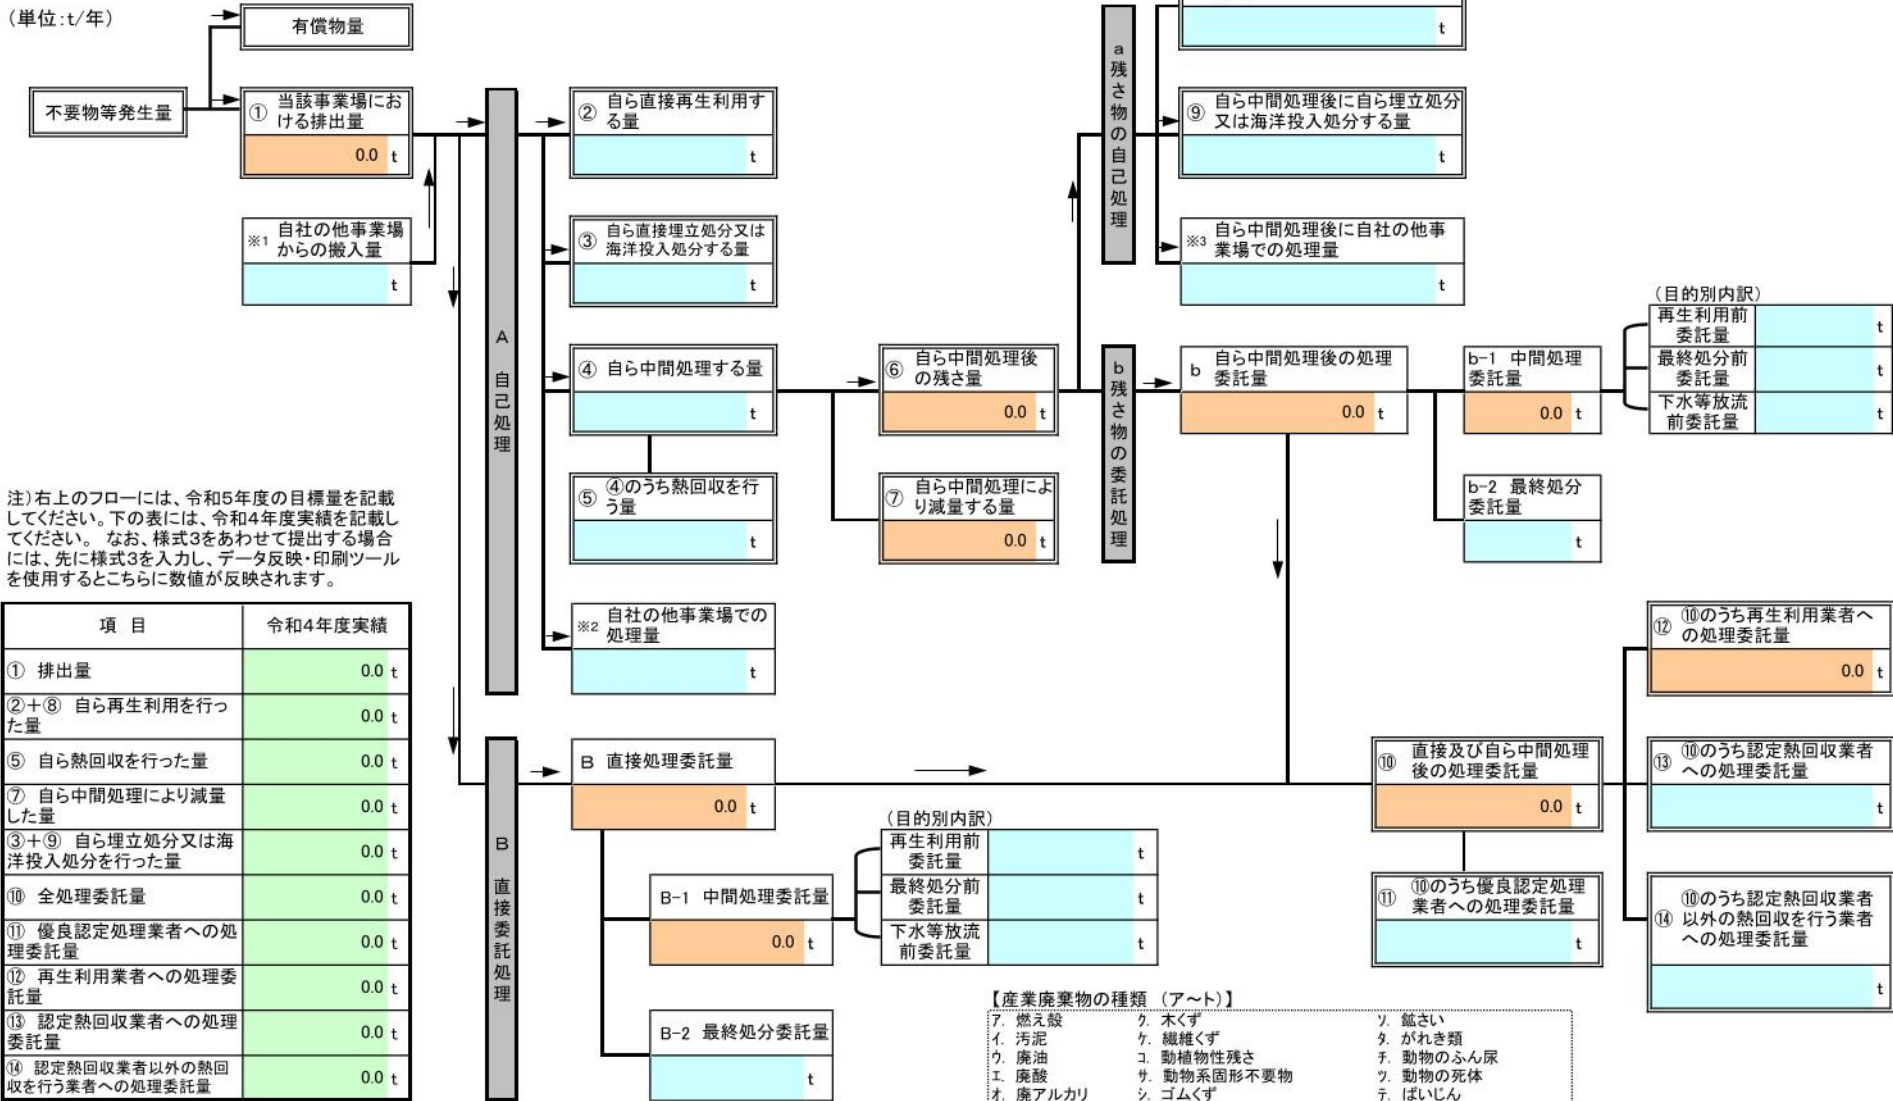 (単位:t/年)
有償物量
不要物等発生量
① 当該事業場にお
ける排出量
0.0 t
※1 自社の他事業場
からの搬入量
t
A 自己処理
② 自ら直接再生利用す
る量
t
③ 自ら直接埋立処分又は
海洋投入処分する量
t
④ 自ら中間処理する量
t
⑤ ④のうち熱回収を行
う量
t
※2 自社の他事業場での
処理量
t
⑥ 自ら中間処理後
の残さ量
0.0 t
⑦ 自ら中間処理によ
り減量する量
0.0 t
a 残さ物の自己処理
t
⑨ 自ら中間処理後に自ら埋立処分
又は海洋投入処分する量
t
※3 自ら中間処理後に自社の他事
業場での処理量
t
b 残さ物の委託処理
b 自ら中間処理後の処理
委託量
0.0 t
b-1 中間処理
委託量
0.0 t
(目的別内訳)
再生利用前
委託量
t
最終処分前
委託量
t
下水等放流
前委託量
t
b-2 最終処分
委託量
t
注)右上のフローには、令和5年度の目標量を記載
してください。下の表には、令和4年度実績を記載し
てください。 なお、様式3をあわせて提出する場合
には、先に様式3を入力し、データ反映・印刷ツール
を使用するとこちらに数値が反映されます。
項 目 令和4年度実績
① 排出量 0.0 t
②+⑧ 自ら再生利用を行っ
た量 0.0 t
⑤ 自ら熱回収を行った量 0.0 t
⑦ 自ら中間処理により減量
した量 0.0 t
③+⑨ 自ら埋立処分又は海
洋投入処分を行った量 0.0 t
⑩ 全処理委託量 0.0 t
⑪ 優良認定処理業者への処
理委託量 0.0 t
⑫ 再生利用業者への処理委
託量 0.0 t
⑬ 認定熱回収業者への処理
委託量 0.0 t
⑭ 認定熱回収業者以外の熱回
収を行う業者への処理委託量 0.0 t
B 直接委託処理
B 直接処理委託量
0.0 t
B-1 中間処理委託量
0.0 t
(目的別内訳)
再生利用前
委託量
t
最終処分前
委託量
t
下水等放流
前委託量
t
B-2 最終処分委託量
t
⑩ 直接及び自ら中間処理
後の処理委託量
0.0 t
⑪ ⑩のうち優良認定処理
業者への処理委託量
t
⑫ ⑩のうち再生利用業者へ
の処理委託量
0.0 t
⑬ ⑩のうち認定熱回収業者
への処理委託量
t
⑭ ⑩のうち認定熱回収業者
以外の熱回収を行う業者
への処理委託量
t
【産業廃棄物の種類 (ア~ト)】
ア. 燃え殻 ク. 木くず ソ. 鉱さい
イ. 汚泥 ケ. 繊維くず タ. がれき類
ウ. 廃油 コ. 動植物性残さ チ. 動物のふん尿
エ. 廃酸 サ. 動物系固形不要物 ツ. 動物の死体
オ. 廃アルカリ シ. ゴムくず テ. ばいじん